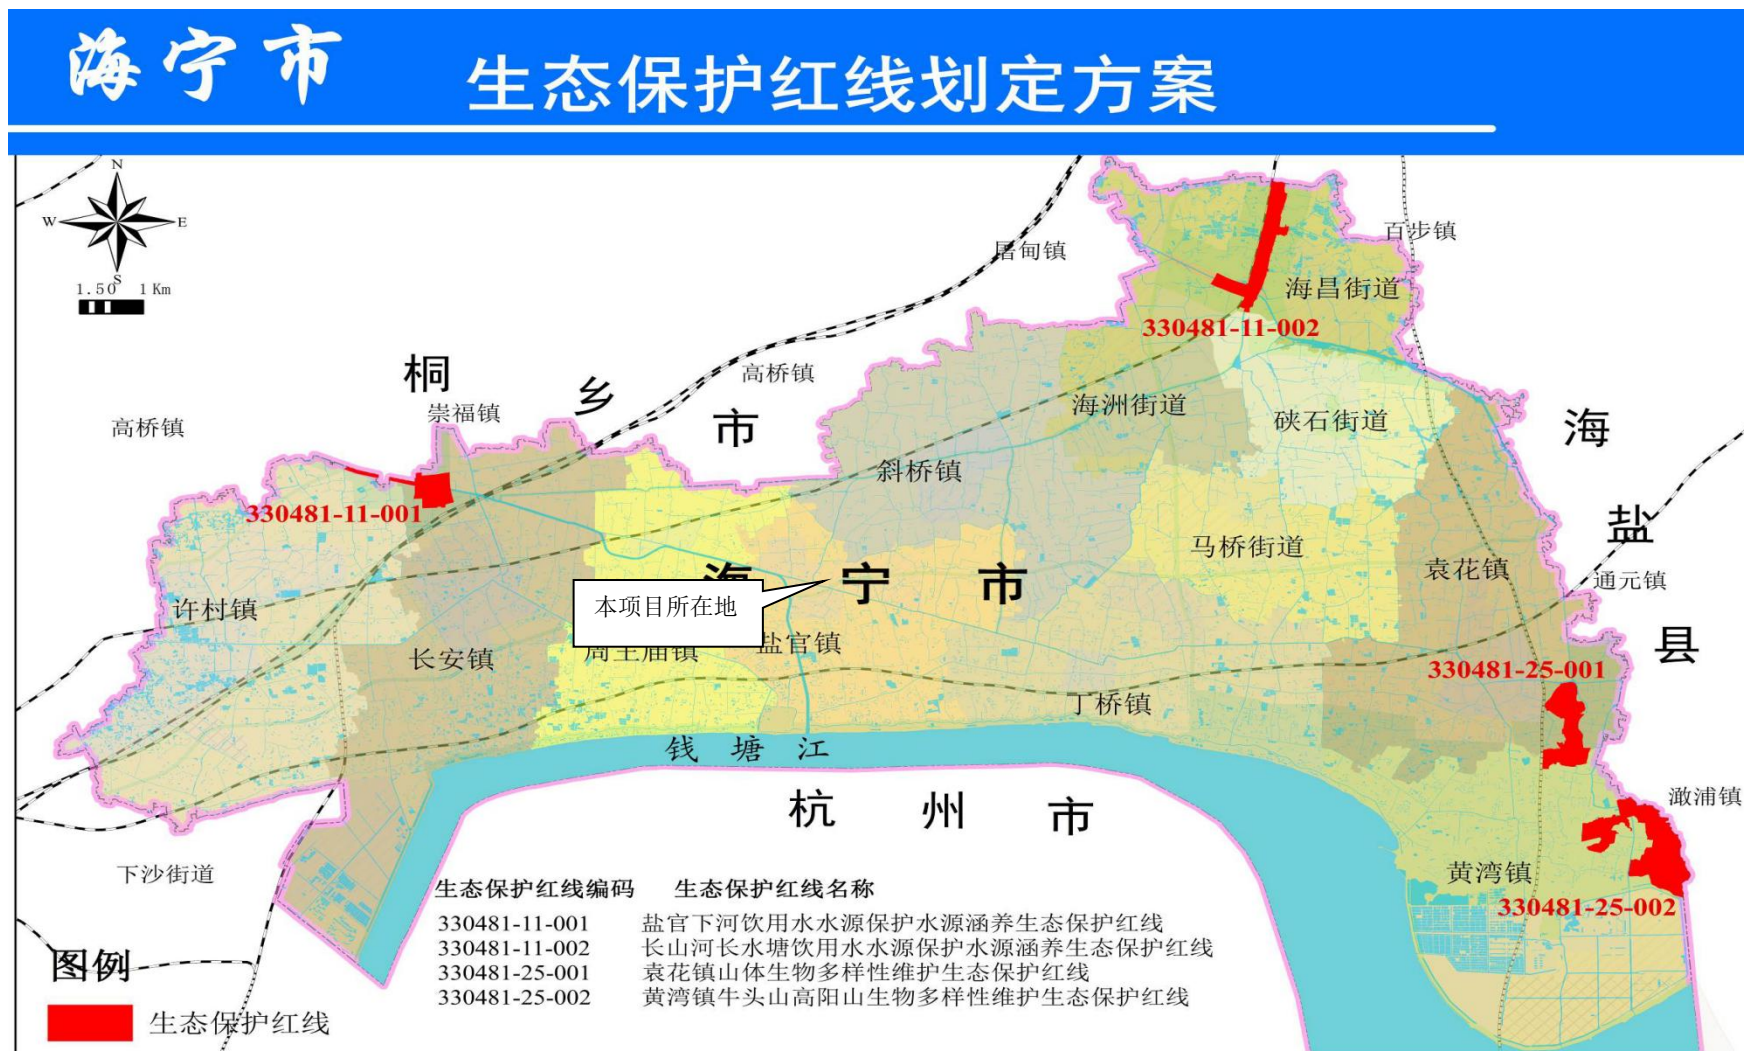 海宁市
生态保护红线划定方案
N
W
E
S
1.50 1 Km
屠甸镇
百步镇
海昌街道
330481-11-002
桐乡市
高桥镇
崇福镇
高桥镇
海洲街道
硖石街道
海盐县
斜桥镇
330481-11-001
马桥街道
袁花镇
通元镇
海宁市
本项目所在地
许村镇
长安镇
周王庙镇
盐官镇
330481-25-001
丁桥镇
钱塘江
杭州市
澉浦镇
下沙街道
黄湾镇
330481-25-002
生态保护红线编码 生态保护红线名称
330481-11-001 盐官下河饮用水水源保护水源涵养生态保护红线
330481-11-002 长山河长水塘饮用水水源保护水源涵养生态保护红线
330481-25-001 袁花镇山体生物多样性维护生态保护红线
330481-25-002 黄湾镇牛头山高阳山生物多样性维护生态保护红线
图例
生态保护红线